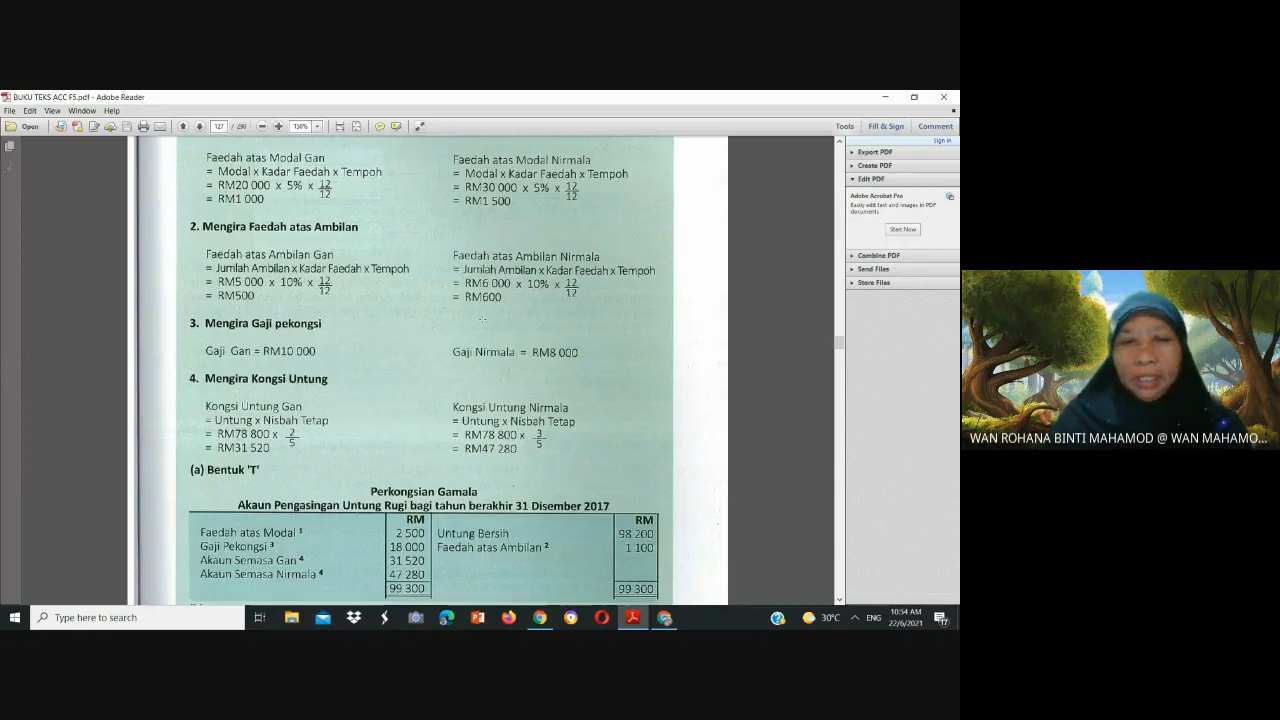 BUKU TEKS ACC F5.pdf - Adobe Reader
File Edit View Window Help
Open 127 / 290 150% Tools Fill & Sign Comment
Sign In
Export PDF
Create PDF
Edit PDF
Adobe Acrobat Pro
Easily edit text and images in PDF
documents
Start Now
Combine PDF
Send Files
Store Files
Faedah atas Modal Gan
= Modal x Kadar Faedah x Tempoh
= RM20 000 x 5% x 12/12
= RM1 000
Faedah atas Modal Nirmala
= Modal x Kadar Faedah x Tempoh
= RM30 000 x 5% x 12/12
= RM1 500
2. Mengira Faedah atas Ambilan
Faedah atas Ambilan Gan
= Jumlah Ambilan x Kadar Faedah x Tempoh
= RM5 000 x 10% x 12/12
= RM500
Faedah atas Ambilan Nirmala
= Jumlah Ambilan x Kadar Faedah x Tempoh
= RM6 000 x 10% x 12/12
= RM600
3. Mengira Gaji pekongsi
Gaji Gan = RM10 000
Gaji Nirmala = RM8 000
4. Mengira Kongsi Untung
Kongsi Untung Gan
= Untung x Nisbah Tetap
= RM78 800 x 2/5
= RM31 520
Kongsi Untung Nirmala
= Untung x Nisbah Tetap
= RM78 800 x 3/5
= RM47 280
(a) Bentuk 'T'
Perkongsian Gamala
Akaun Pengasingan Untung Rugi bagi tahun berakhir 31 Disember 2017
RM RM
Faedah atas Modal 1 2 500 Untung Bersih 98 200
Gaji Pekongsi 3 18 000 Faedah atas Ambilan 2 1 100
Akaun Semasa Gan 4 31 520
Akaun Semasa Nirmala 4 47 280
99 300 99 300
WAN ROHANA BINTI MAHAMOD @ WAN MAHAMO...
Type here to search
30°C ENG
10:54 AM
22/6/2021
17